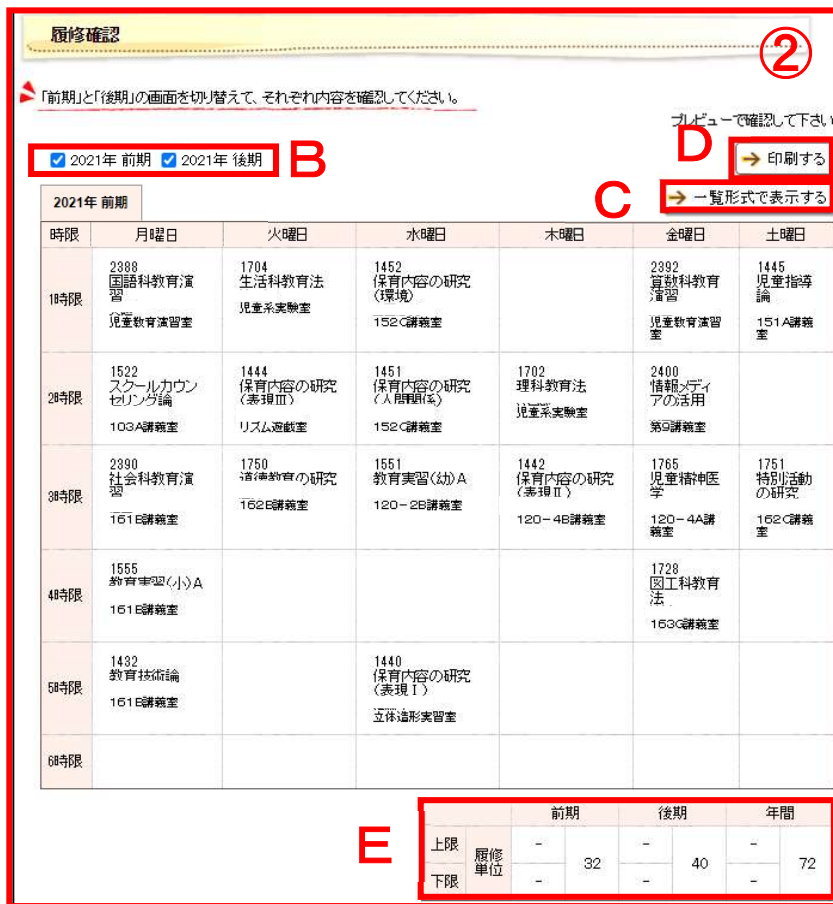 履修確認
②
「前期」と「後期」の画面を切り替えて、それぞれ内容を確認してください。
プレビューで確認して下さい
D
印刷する
2021年 前期 2021年 後期
B
C
一覧形式で表示する
2021年 前期
時限 月曜日 火曜日 水曜日 木曜日 金曜日 土曜日
1時限
2388
国語科教育演
習
児童教育演習室
1704
生活科教育法
児童系実験室
1452
保育内容の研究
(環境)
152C講義室
2392
算数科教育
演習
児童教育演習
室
1445
児童指導
論
151A講義
室
2時限
1522
スクールカウン
セリング論
103A講義室
1444
保育内容の研究
(表現Ⅲ)
リズム遊戯室
1451
保育内容の研究
(人間関係)
152C講義室
1702
理科教育法
児童系実験室
2400
情報メディ
アの活用
第9講義室
3時限
2390
社会科教育演
習
161B講義室
1750
道徳教育の研究
162B講義室
1551
教育実習(幼)A
120-2B講義室
1442
保育内容の研究
(表現Ⅱ)
120-4B講義室
1765
児童精神医
学
120-4A講
義室
1751
特別活動
の研究
162C講義
室
4時限
1555
教育実習(小)A
161B講義室
1728
図工科教育
法
163C講義室
5時限
1432
教育技術論
161B講義室
1440
保育内容の研究
(表現Ⅰ)
立体造形実習室
6時限
E
前期 後期 年間
上限 履修単位 - 32 - 40 - 72
下限 - - -